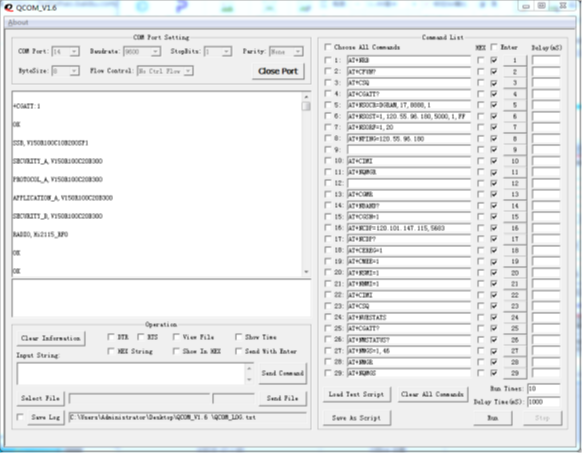 QCOM_V1.6
About
COM Port Setting
COM Port: 14 Baudrate: 9600 StopBits: 1 Parity: None
ByteSize: 8 Flow Control: No Ctrl Flow Close Port
+CGATT:1
OK
SSB,V150R100C10B200SP1
SECURITY_A,V150R100C20B300
PROTOCOL_A,V150R100C20B300
APPLICATION_A,V150R100C20B300
SECURITY_B,V150R100C20B300
RADIO,Hi2115_RF0
OK
OK
Operation
Clear Information DTR RTS View File Show Time
HEX String Show In HEX Send With Enter
Input String:
Send Command
Select File Send File
Save Log C:\Users\Administrator\Desktop\QCOM_V1.6 \QCOM_LOG.txt
Command List
Choose All Commands HEX Enter Delay(mS)
1: AT+NRB 1
2: AT+CFUN? 2
3: AT+CSQ 3
4: AT+CGATT? 4
5: AT+NSOCR=DGRAM,17,8888,1 5
6: AT+NSOST=1,120.55.96.180,5000,1,FF 6
7: AT+NSORF=1,20 7
8: AT+NPING=120.55.96.180 8
9: 9
10: AT+CIMI 10
11: AT+NQMGR 11
12: 12
13: AT+CGMR 13
14: AT+NBAND? 14
15: AT+CGSN=1 15
16: AT+NCDP=120.101.147.115,5683 16
17: AT+NCDP? 17
18: AT+CEREG=1 18
19: AT+CMEE=1 19
20: AT+NSMI=1 20
21: AT+NNMI=1 21
22: AT+CIMI 22
23: AT+CSQ 23
24: AT+NUESTATS 24
25: AT+CGATT? 25
26: AT+NMSTATUS? 26
27: 27
28: AT+NMGR 28
29: AT+NQMGS 29
Load Test Script Clear All Commands Run Times: 10
Delay Time(mS): 1000
Save As Script Run Stop